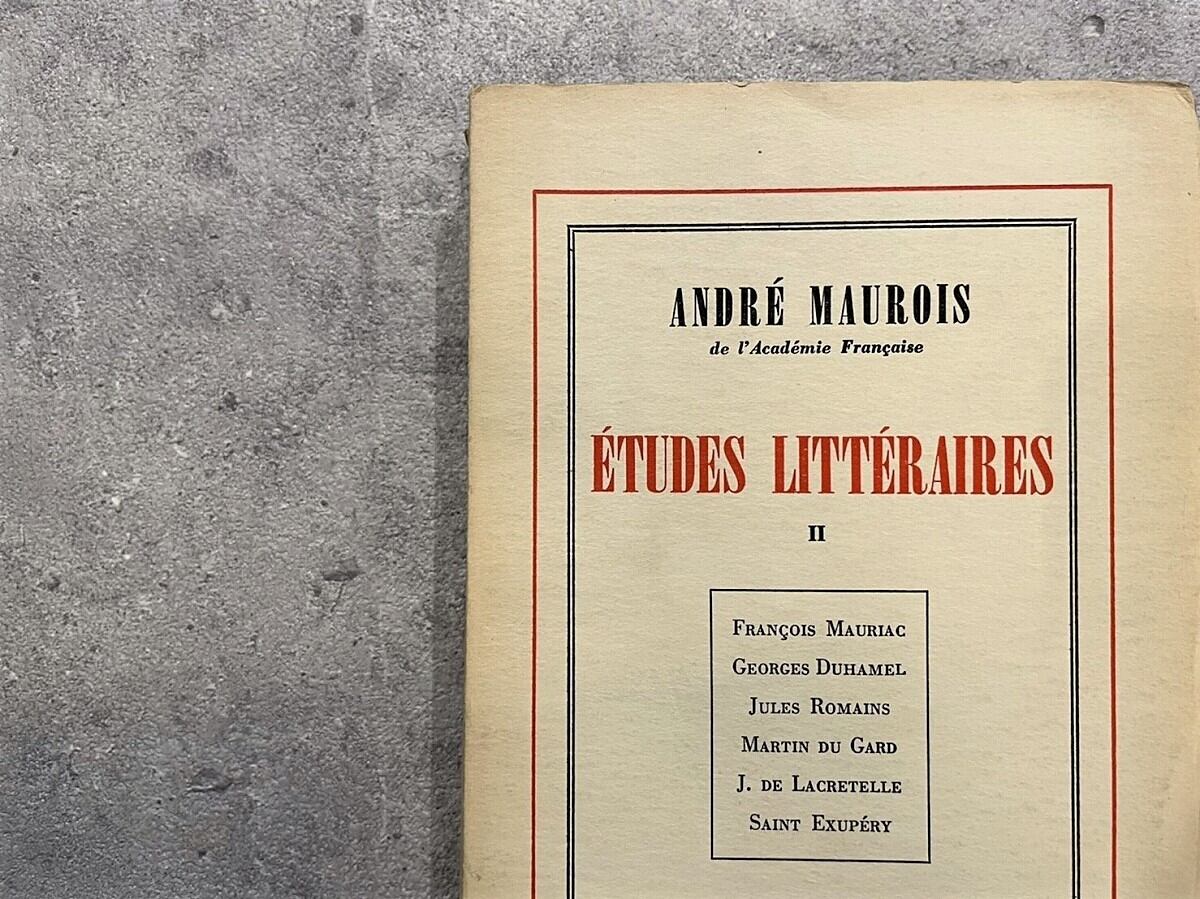 ANDRÉ MAUROIS
de l'Académie Française
ÉTUDES LITTÉRAIRES
II
FRANÇOIS MAURIAC
GEORGES DUHAMEL
JULES ROMAINS
MARTIN DU GARD
J. DE LACRETELLE
SAINT EXUPÉRY